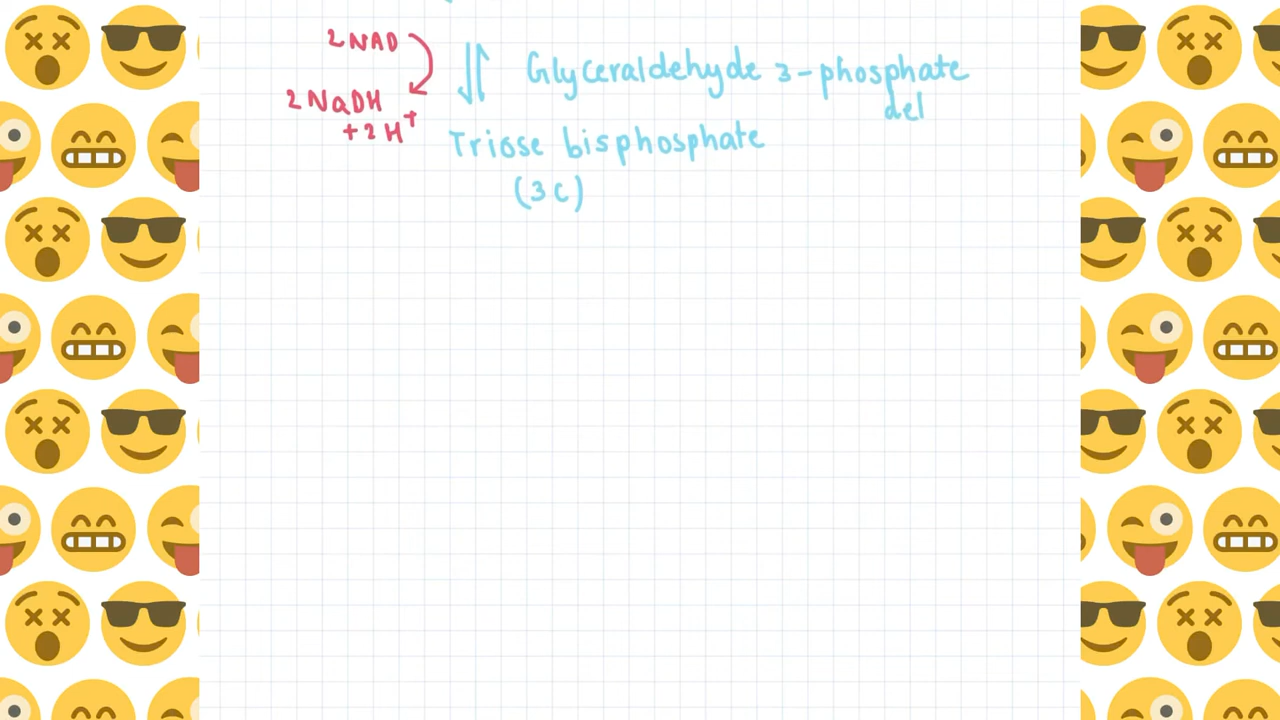 2NAD
2NaDH
+2H+
Glyceraldehyde 3-phosphate
del
Triose bisphosphate
(3C)